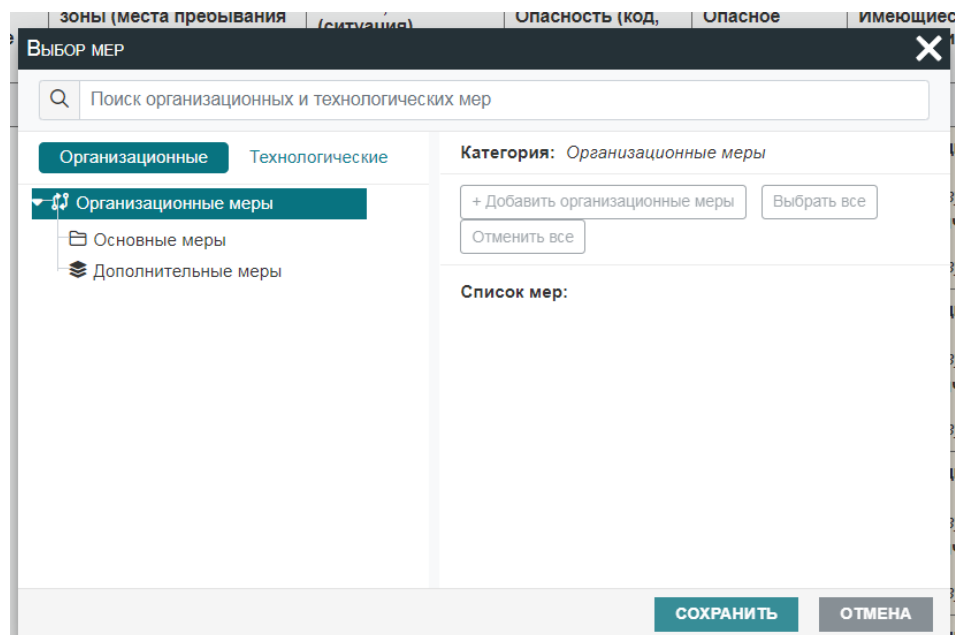 зоны (места пребывания
(ситуация)
Опасность (код,
Опасное
Имеющиес
Выбор мер
Поиск организационных и технологических мер
Организационные Технологические
Категория: Организационные меры
Организационные меры
Основные меры
Дополнительные меры
+ Добавить организационные меры Выбрать все
Отменить все
Список мер:
СОХРАНИТЬ ОТМЕНА